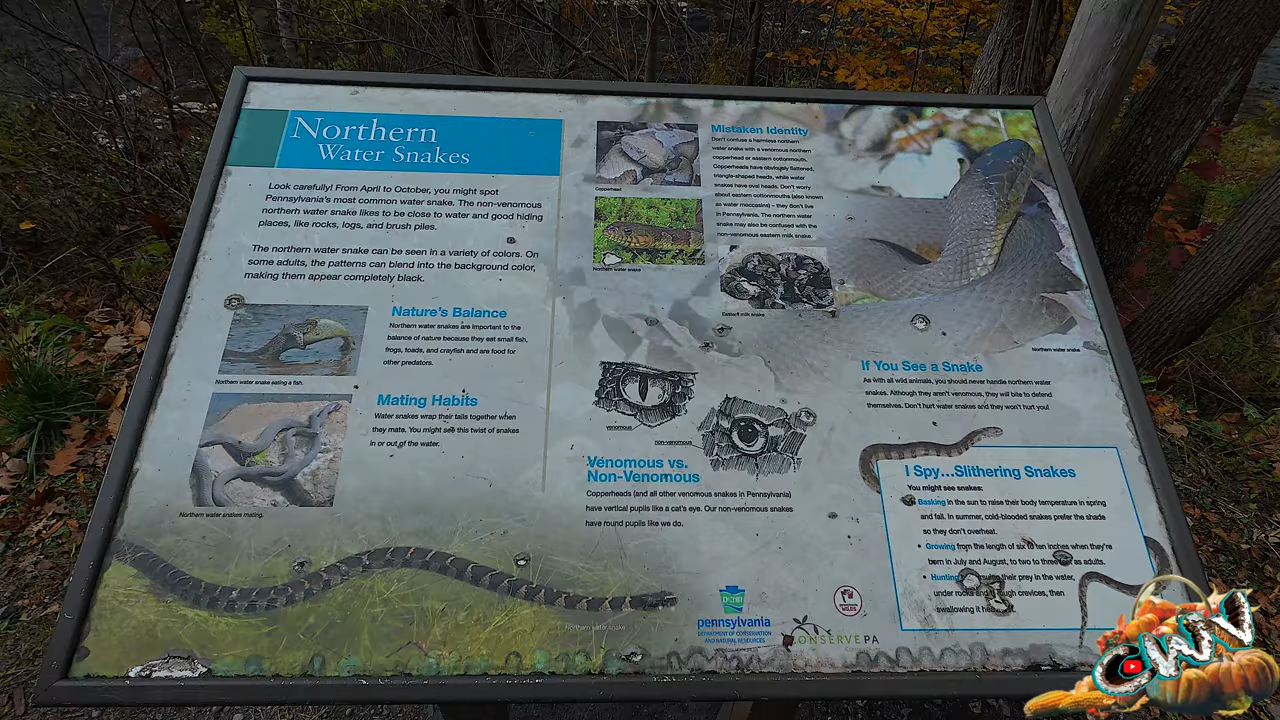 Northern
Water Snakes
Look carefully! From April to October, you might spot
Pennsylvania's most common water snake. The non-venomous
northern water snake likes to be close to water and good hiding
places, like rocks, logs, and brush piles.
The northern water snake can be seen in a variety of colors. On
some adults, the patterns can blend into the background color,
making them appear completely black.
Nature's Balance
Northern water snakes are important to the
balance of nature because they eat small fish,
frogs, toads, and crayfish and are food for
other predators.
Northern water snake eating a fish.
Mating Habits
Water snakes wrap their tails together when
they mate. You might see this twist of snakes
in or out of the water.
Northern water snakes mating.
Northern water snake
Copperhead
Northern water snake
Mistaken Identity
Don't confuse a harmless northern
water snake with a venomous northern
copperhead or eastern cottonmouth.
Copperheads have obviously flattened,
triangle-shaped heads, while water
snakes have oval heads. Don't worry
about eastern cottonmouths (also known
as water moccasins) – they don't live
in Pennsylvania. The northern water
snake may also be confused with the
non-venomous eastern milk snake.
Eastern milk snake
venomous
non-venomous
Venomous vs.
Non-Venomous
Copperheads (and all other venomous snakes in Pennsylvania)
have vertical pupils like a cat's eye. Our non-venomous snakes
have round pupils like we do.
Northern water snake
If You See a Snake
As with all wild animals, you should never handle northern water
snakes. Although they aren't venomous, they will bite to defend
themselves. Don't hurt water snakes and they won't hurt you!
I Spy...Slithering Snakes
You might see snakes:
Basking in the sun to raise their body temperature in spring
and fall. In summer, cold-blooded snakes prefer the shade
so they don't overheat.
• Growing from the length of six to ten inches when they're
born in July and August, to two to three feet as adults.
• Hunting their prey in the water,
under rocks and through crevices, then
swallowing it
pennsylvania
DEPARTMENT OF CONSERVATION
AND NATURAL RESOURCES
WILDS
CONSERVE PA
CWV